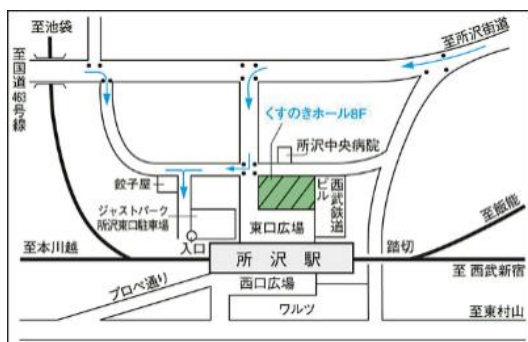 至池袋
至所沢街道
至国道463号線
くすのきホール8F
所沢中央病院
餃子屋
ジャストパーク
所沢東口駐車場
西武鉄道
ビル
東口広場
至飯能
入口
踏切
至本川越
所沢駅
至 西武新宿
プロペ通り
西口広場
ワルツ
至東村山